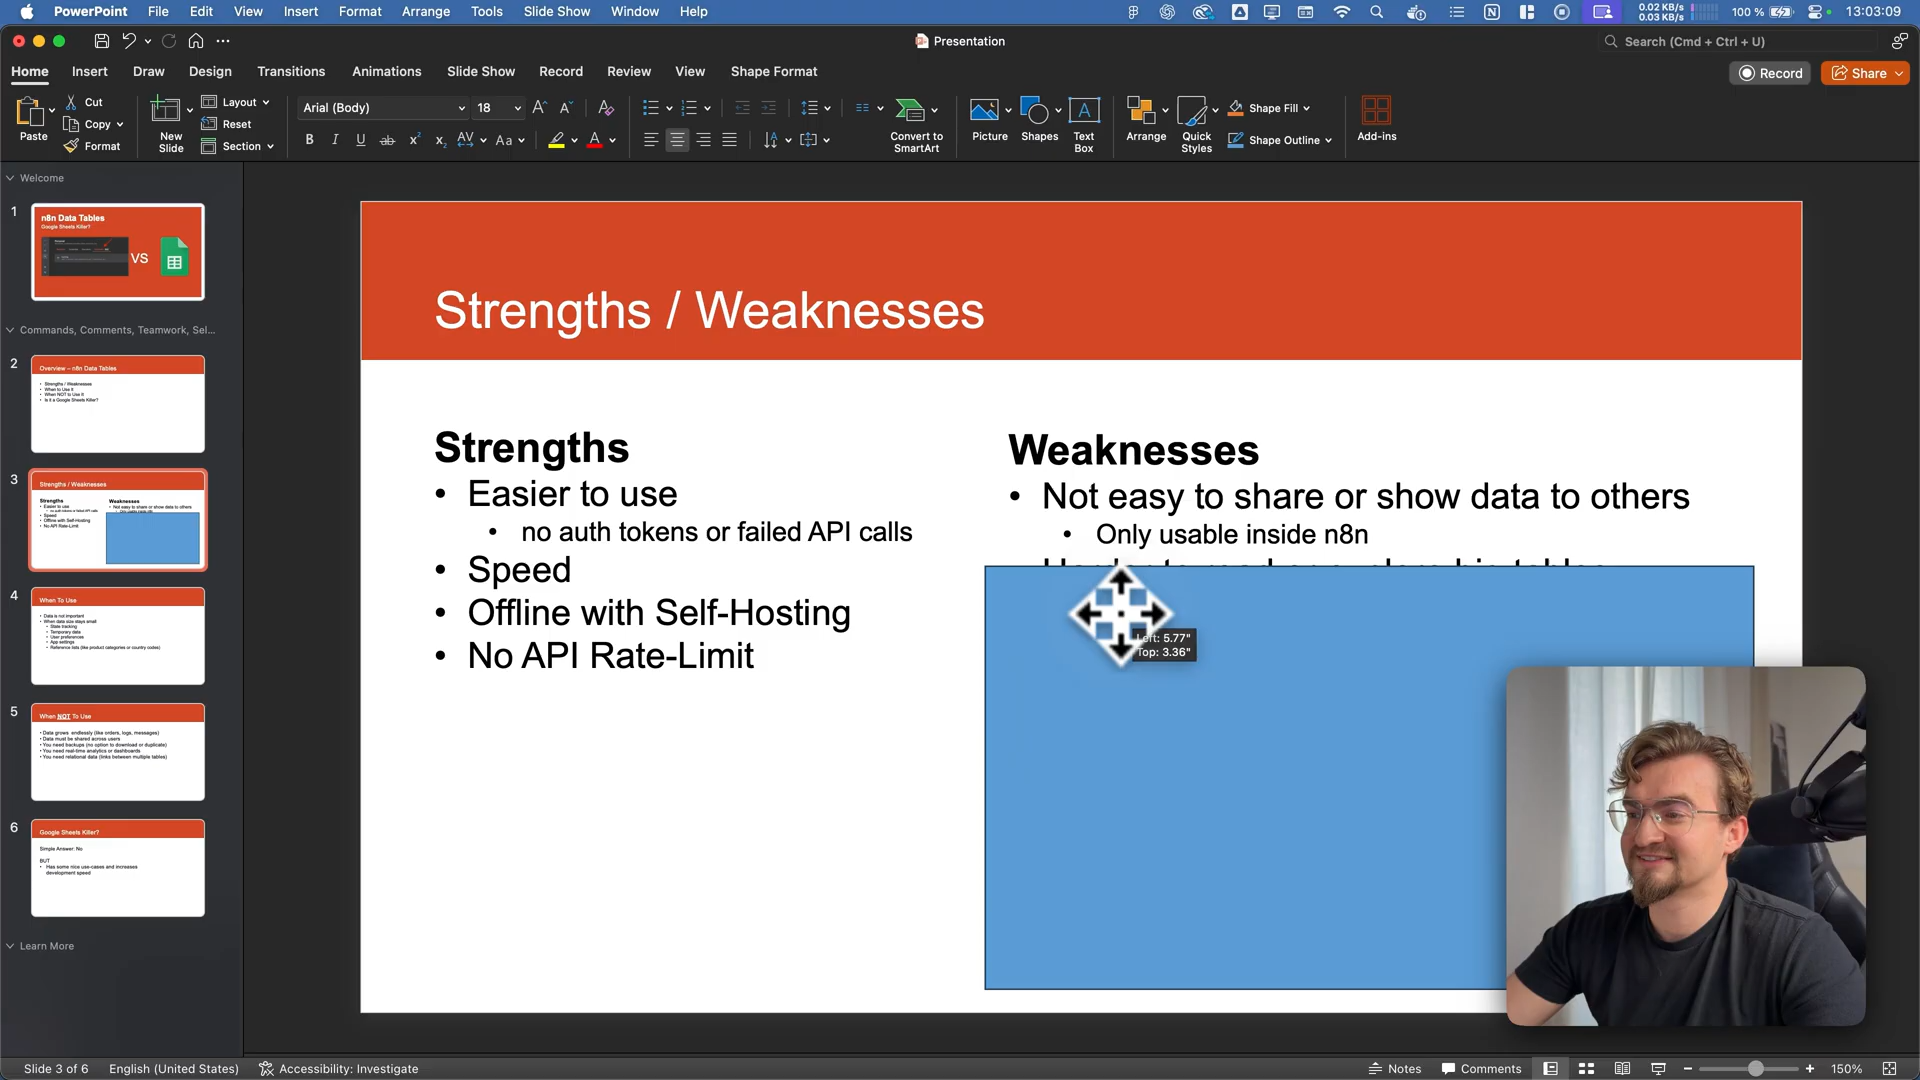 PowerPoint File Edit View Insert Format Arrange Tools Slide Show Window Help
0.02 KB/s
0.03 KB/s
100 %
13:03:09
Presentation
Search (Cmd + Ctrl + U)
Home Insert Draw Design Transitions Animations Slide Show Record Review View Shape Format
Record
Share
Paste
Cut
Copy
Format
New
Slide
Layout
Reset
Section
Arial (Body)
18
Convert to
SmartArt
Picture
Shapes
Text
Box
Arrange
Quick
Styles
Shape Fill
Shape Outline
Add-ins
Welcome
1
n8n Data Tables
Google Sheets Killer?
VS
Commands, Comments, Teamwork, Sel...
2
Overview – n8n Data Tables
• Strengths / Weaknesses
• When to Use It
• When NOT to Use It
• Is it a Google Sheets Killer?
3
Strengths / Weaknesses
Strengths
• Easier to use
• no auth tokens or failed API calls
• Speed
• Offline with Self-Hosting
• No API Rate-Limit
Weaknesses
• Not easy to share or show data to others
4
When To Use
• Data is not important
• When data size stays small
• State tracking
• Temporary data
• User preferences
• App settings
• Reference lists (like product categories or country codes)
5
When NOT To Use
• Data grows endlessly (like orders, logs, messages)
• Data must be shared across users
• You need backups (no option to download or duplicate)
• You need real-time analytics or dashboards
• You need relational data (links between multiple tables)
6
Google Sheets Killer?
Simple Answer: No
BUT
• Has some nice use-cases and increases
development speed
Learn More
Strengths / Weaknesses
Strengths
• Easier to use
• no auth tokens or failed API calls
• Speed
• Offline with Self-Hosting
• No API Rate-Limit
Weaknesses
• Not easy to share or show data to others
• Only usable inside n8n
Left: 5.77"
Top: 3.36"
Slide 3 of 6
English (United States)
Accessibility: Investigate
Notes
Comments
150%